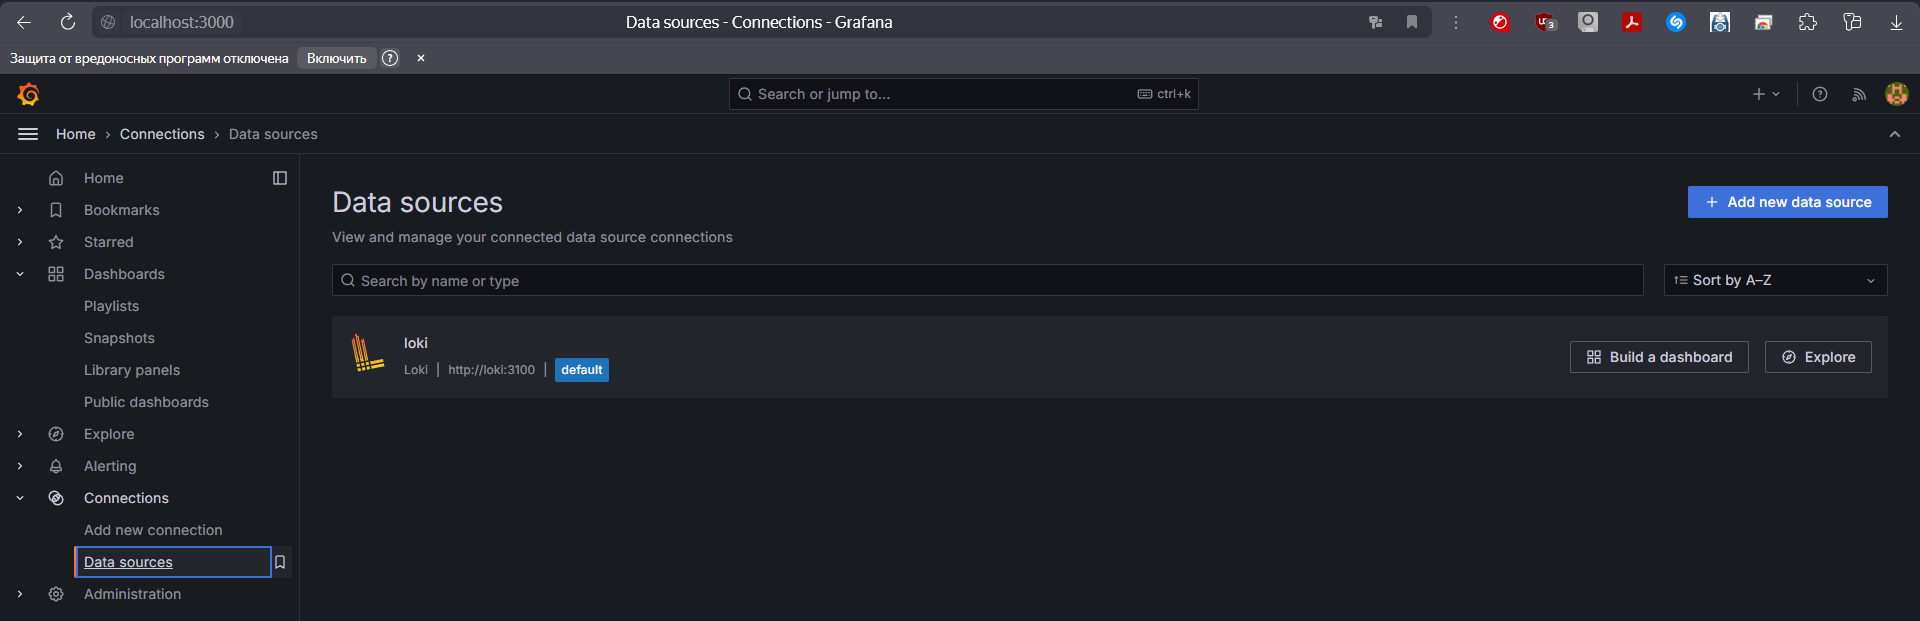 localhost:3000
Data sources - Connections - Grafana
Защита от вредоносных программ отключена Включить ? ×
Search or jump to... ctrl+k
Home › Connections › Data sources
Home
Bookmarks
Starred
Dashboards
Playlists
Snapshots
Library panels
Public dashboards
Explore
Alerting
Connections
Add new connection
Data sources
Administration
Data sources
+ Add new data source
View and manage your connected data source connections
Search by name or type
Sort by A–Z
loki
Loki | http://loki:3100 | default
Build a dashboard
Explore